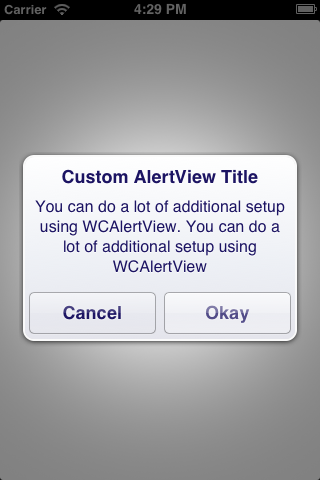 Carrier 4:29 PM
Custom AlertView Title
You can do a lot of additional setup
using WCAlertView. You can do a
lot of additional setup using
WCAlertView
Cancel Okay